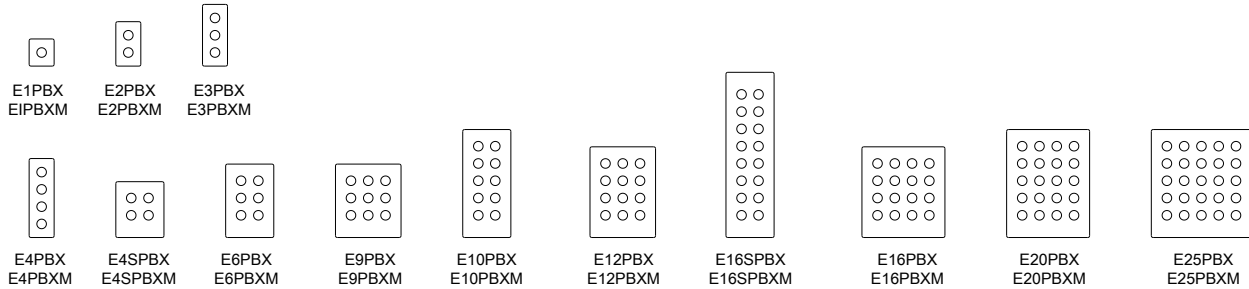 E1PBX E2PBX E3PBX
EIPBXM E2PBXM E3PBXM
E4PBX E4SPBX E6PBX E9PBX E10PBX E12PBX E16SPBX E16PBX E20PBX E25PBX
E4PBXM E4SPBXM E6PBXM E9PBXM E10PBXM E12PBXM E16SPBXM E16PBXM E20PBXM E25PBXM